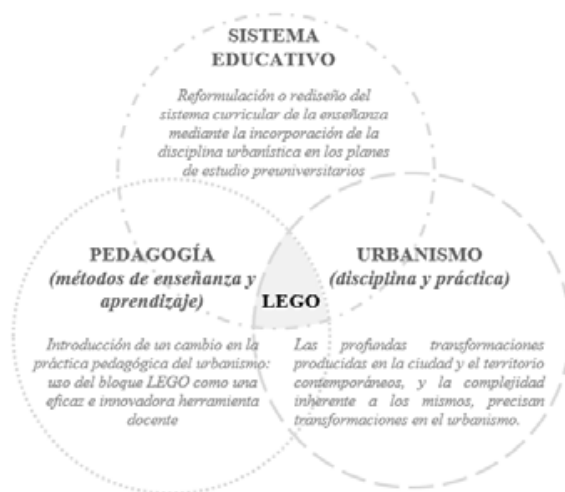 SISTEMA
EDUCATIVO
Reformulación o rediseño del
sistema curricular de la enseñanza
mediante la incorporación de la
disciplina urbanística en los planes
de estudio preuniversitarios
PEDAGOGÍA
(métodos de enseñanza y
aprendizaje)
Introducción de un cambio en la
práctica pedagógica del urbanismo:
uso del bloque LEGO como una
eficaz e innovadora herramienta
docente
LEGO
URBANISMO
(disciplina y práctica)
Las profundas transformaciones
producidas en la ciudad y el territorio
contemporáneos, y la complejidad
inherente a los mismos, precisan
transformaciones en el urbanismo.